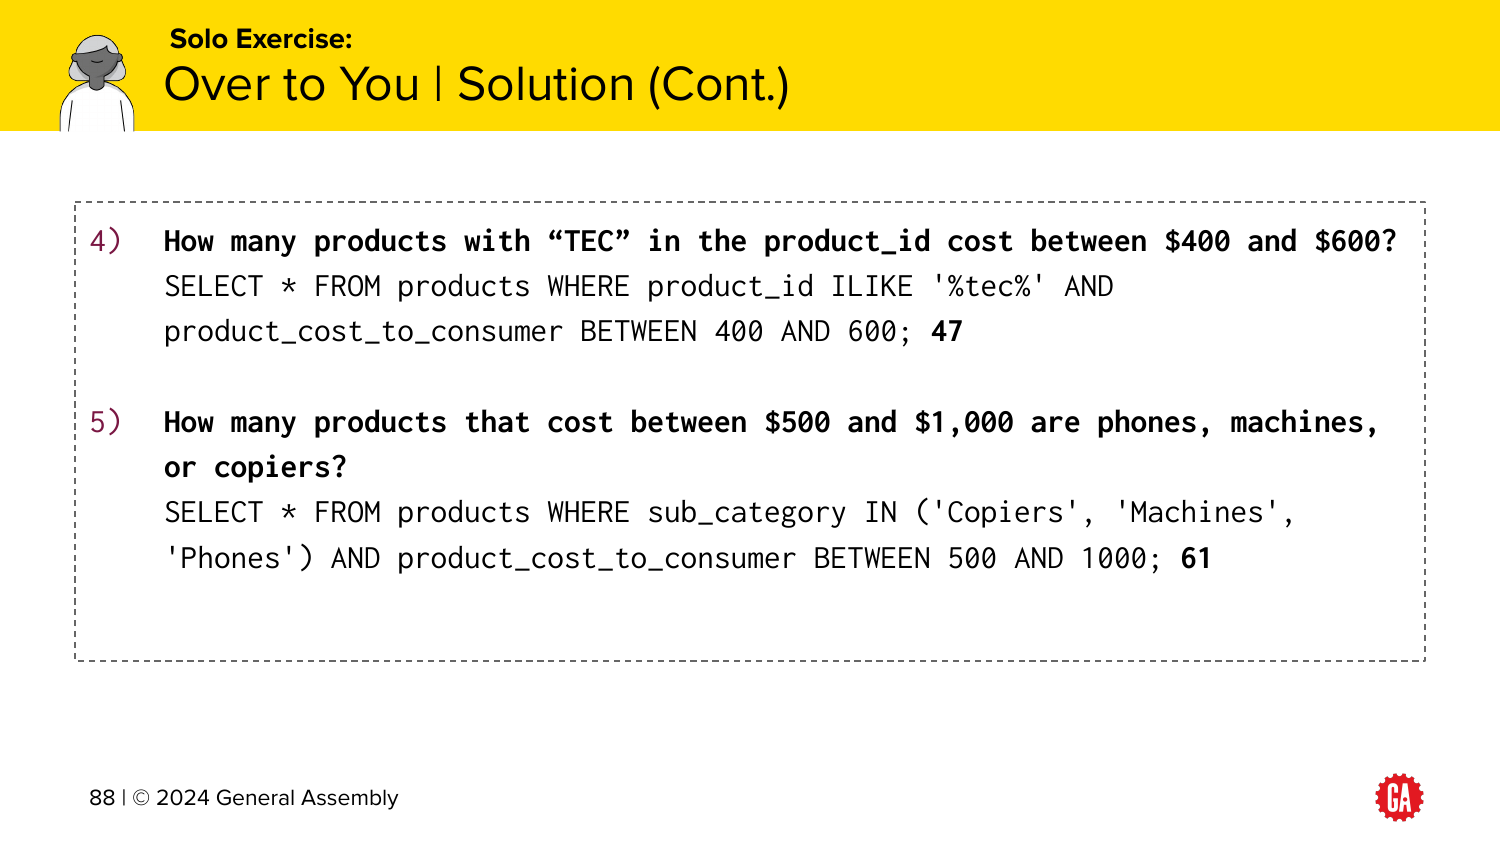 Solo Exercise:
Over to You | Solution (Cont.)
4) How many products with “TEC” in the product_id cost between $400 and $600?
SELECT * FROM products WHERE product_id ILIKE '%tec%' AND
product_cost_to_consumer BETWEEN 400 AND 600; 47
5) How many products that cost between $500 and $1,000 are phones, machines,
or copiers?
SELECT * FROM products WHERE sub_category IN ('Copiers', 'Machines',
'Phones') AND product_cost_to_consumer BETWEEN 500 AND 1000; 61
88 | © 2024 General Assembly
GA